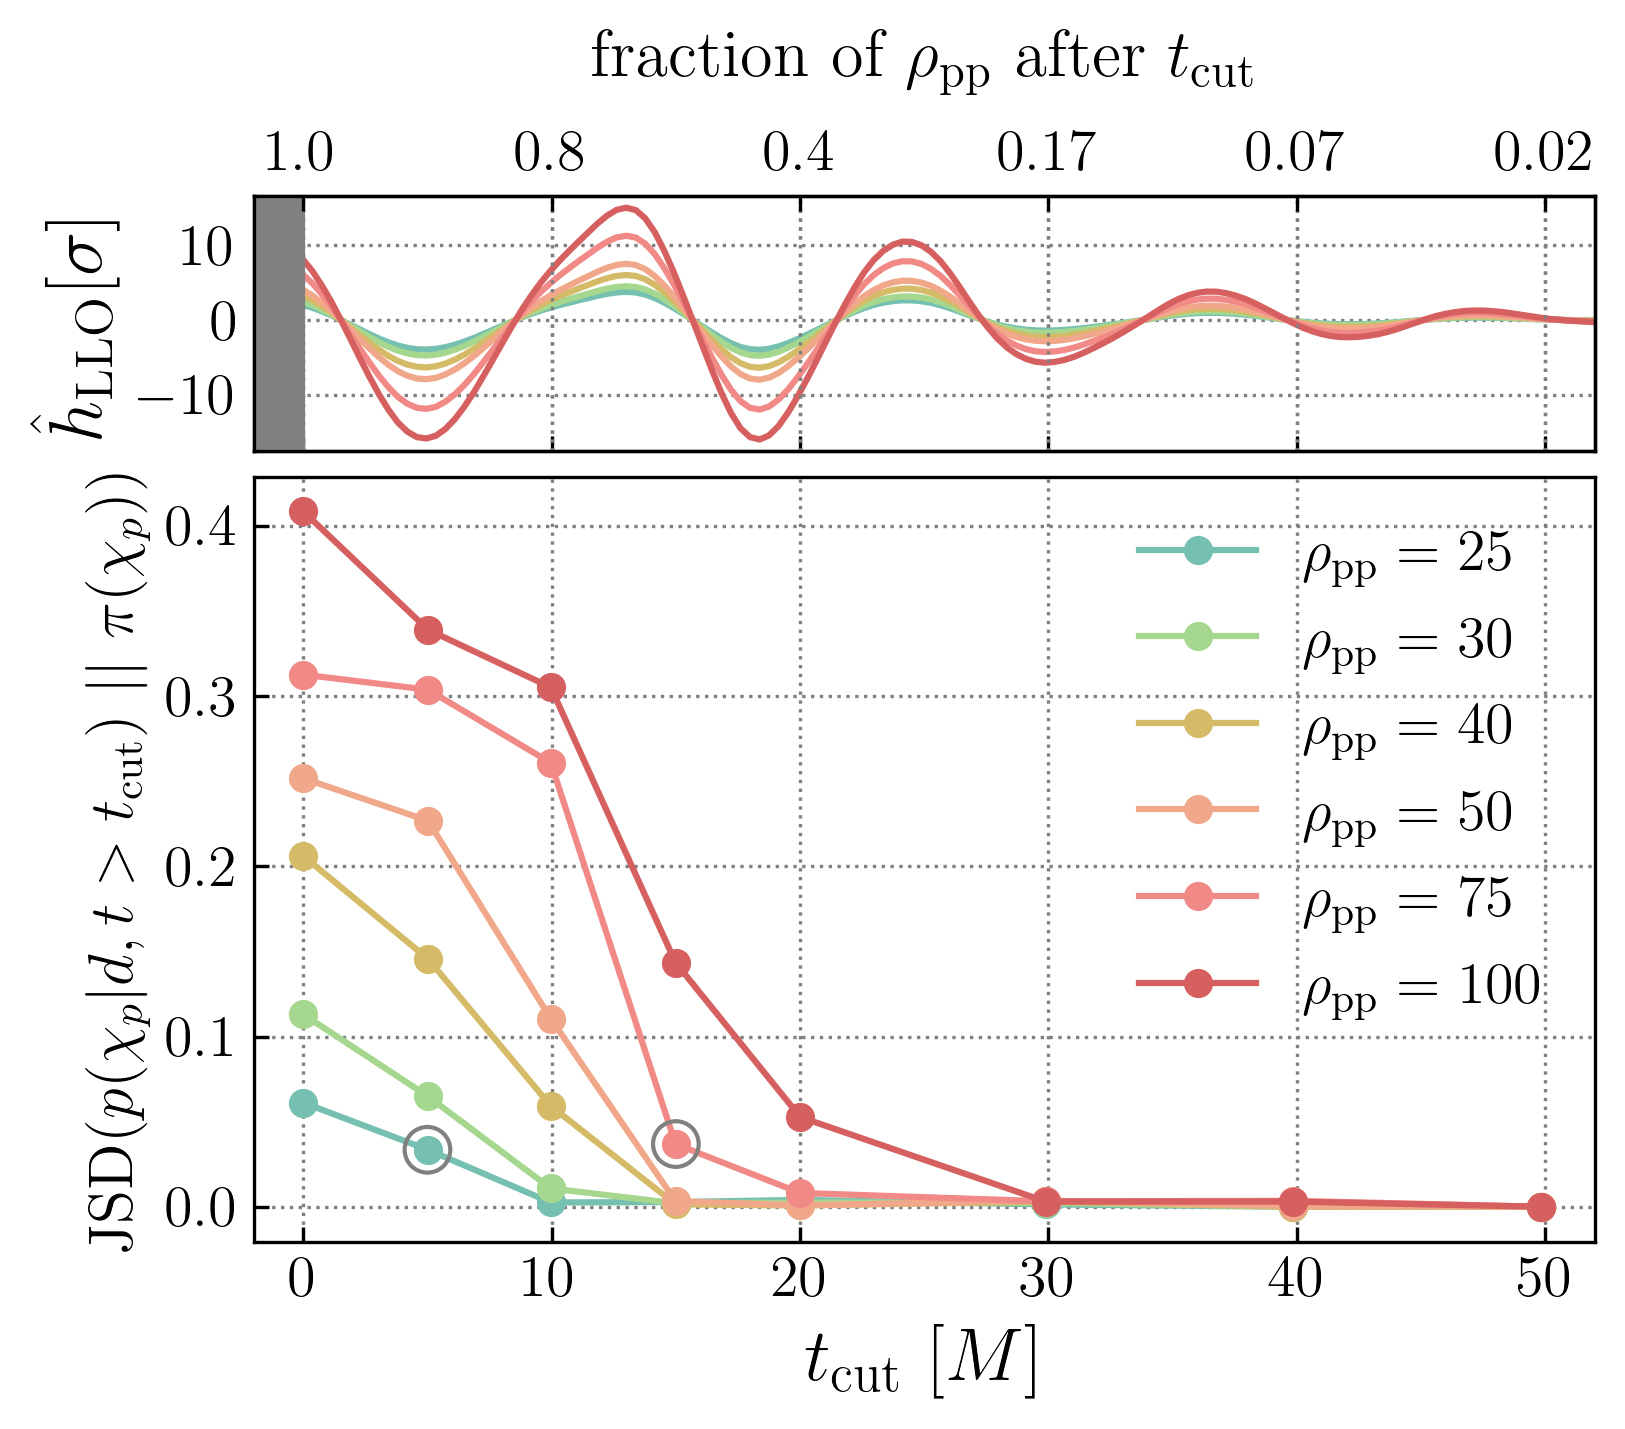 fraction of ρ_pp after t_cut
1.0 0.8 0.4 0.17 0.07 0.02
ĥ_LLO[σ]
10
0
−10
JSD(p(χ_p|d, t > t_cut) || π(χ_p))
0.4
0.3
0.2
0.1
0.0
ρ_pp = 25
ρ_pp = 30
ρ_pp = 40
ρ_pp = 50
ρ_pp = 75
ρ_pp = 100
0 10 20 30 40 50
t_cut [M]